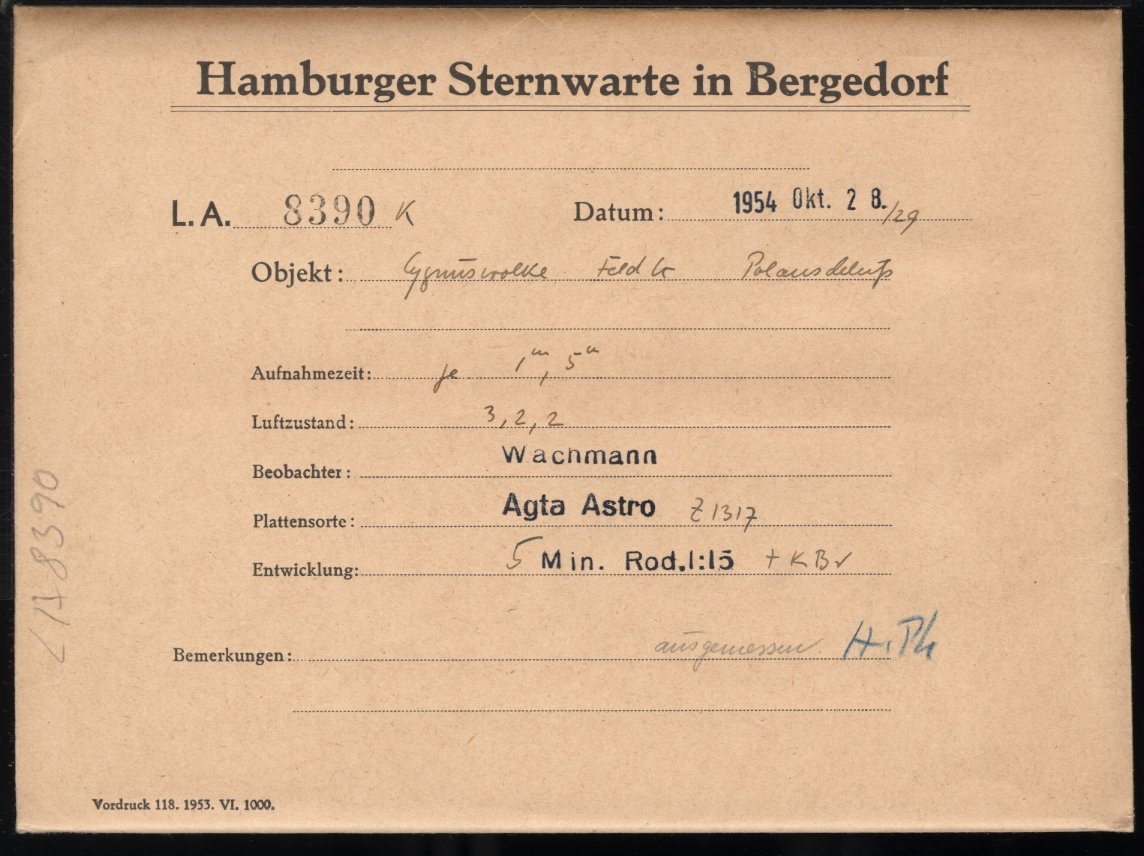 Hamburger Sternwarte in Bergedorf
L.A. 8390 K Datum: 1954 Okt. 28./29
Objekt: Cygnuswolke Feld Polansdeluß
Aufnahmezeit: je 1ᵐ, 5ᵐ
Luftzustand: 3, 2, 2
Beobachter: Wachmann
Plattensorte: Agfa Astro Z 1317
Entwicklung: 5 Min. Rod.1:15 + KBr
Bemerkungen: ausgemessen H.Th
Vordruck 118. 1953. VI. 1000.
LA 8390